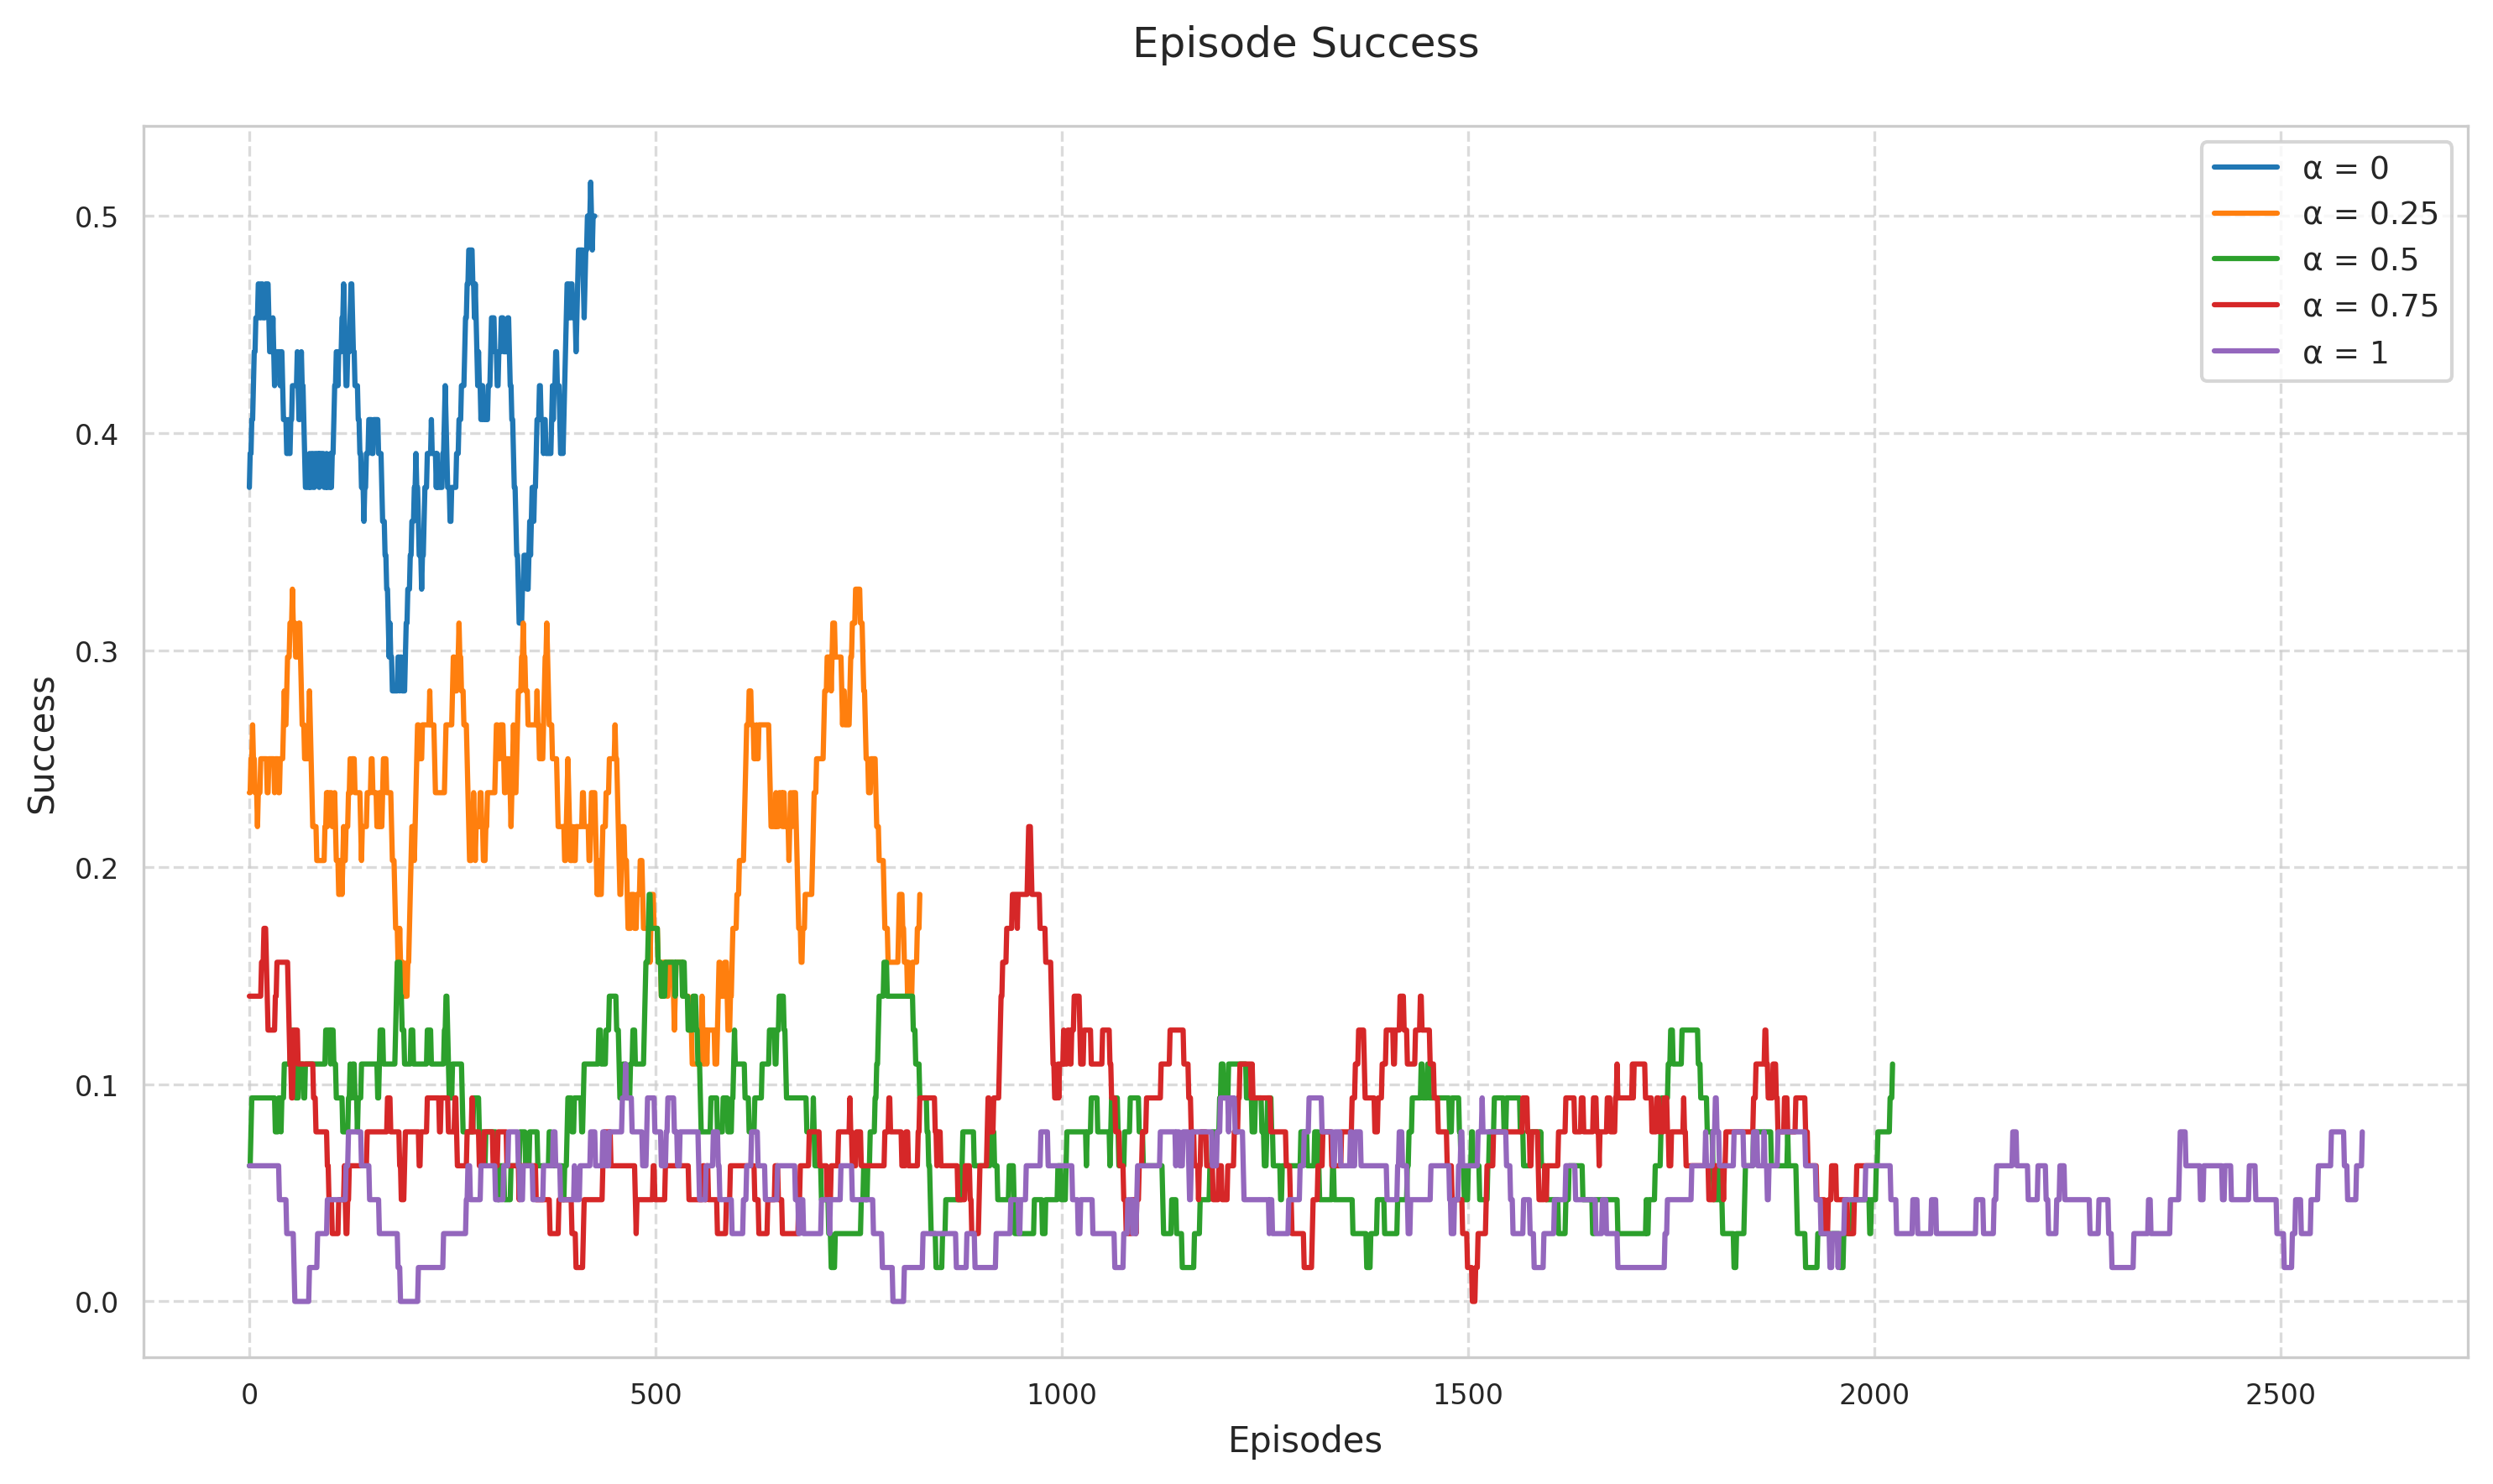 Episode Success
α = 0
α = 0.25
α = 0.5
α = 0.75
α = 1
Success
0.5
0.4
0.3
0.2
0.1
0.0
0
500
1000
1500
2000
2500
Episodes